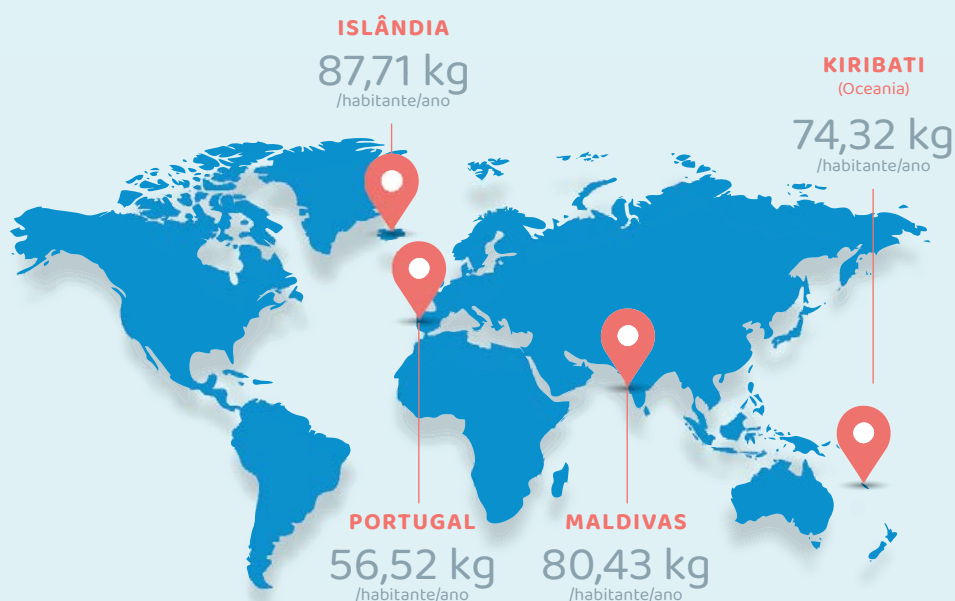 ISLÂNDIA
87,71 kg
/habitante/ano
KIRIBATI
(Oceania)
74,32 kg
/habitante/ano
PORTUGAL
56,52 kg
/habitante/ano
MALDIVAS
80,43 kg
/habitante/ano